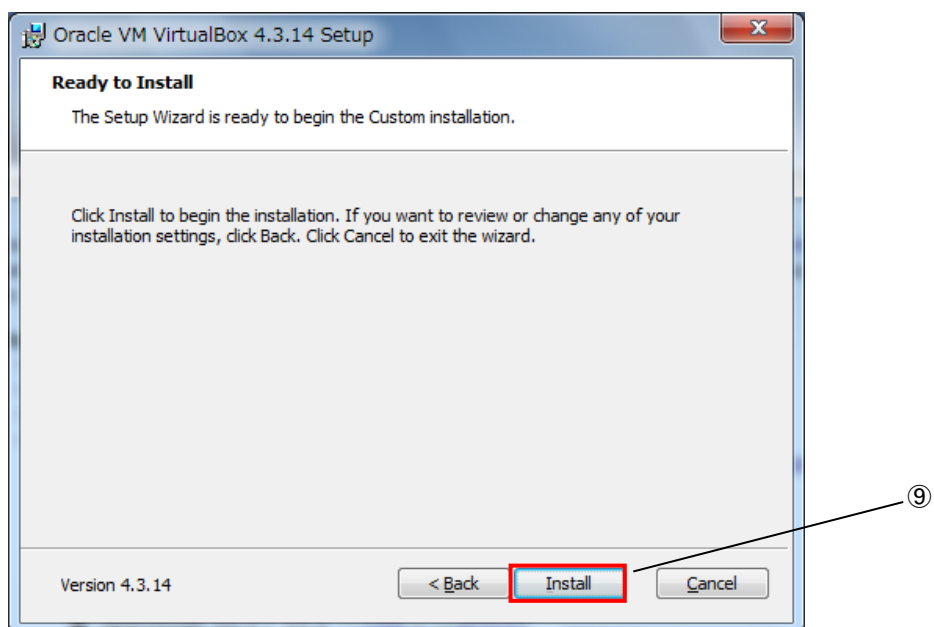 Oracle VM VirtualBox 4.3.14 Setup
Ready to Install
The Setup Wizard is ready to begin the Custom installation.
Click Install to begin the installation. If you want to review or change any of your
installation settings, click Back. Click Cancel to exit the wizard.
⑨
Version 4.3.14
< Back
Install
Cancel